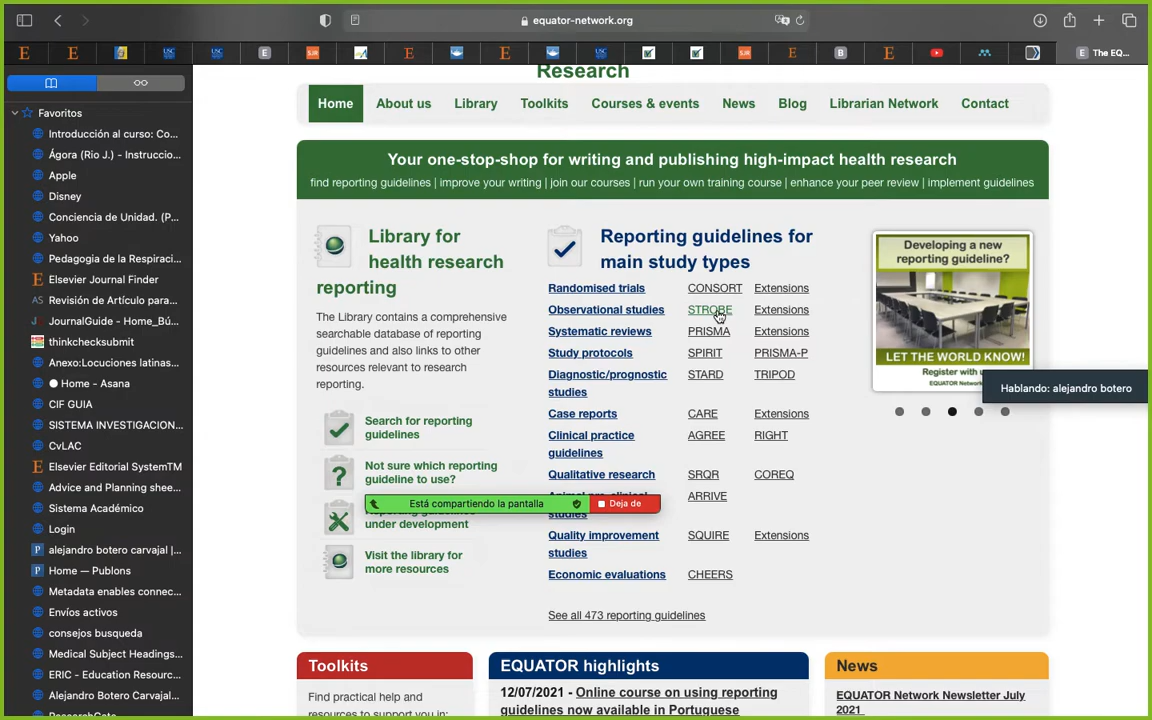 equator-network.org
The EQ...
Favoritos
Introducción al curso: Co...
Ágora (Rio J.) - Instruccio...
Apple
Disney
Conciencia de Unidad. (P...
Yahoo
Pedagogia de la Respiraci...
Elsevier Journal Finder
AS Revisión de Artículo para...
JournalGuide - Home_Bú...
thinkchecksubmit
Anexo:Locuciones latinas...
Home - Asana
CIF GUIA
SISTEMA INVESTIGACION...
CvLAC
Elsevier Editorial SystemTM
Advice and Planning shee...
Sistema Académico
Login
alejandro botero carvajal |...
Home — Publons
Metadata enables connec...
Envíos activos
consejos busqueda
Medical Subject Headings...
ERIC - Education Resourc...
Alejandro Botero Carvajal...
Research
Home About us Library Toolkits Courses & events News Blog Librarian Network Contact
Your one-stop-shop for writing and publishing high-impact health research
find reporting guidelines | improve your writing | join our courses | run your own training course | enhance your peer review | implement guidelines
Library for
health research
reporting
The Library contains a comprehensive
searchable database of reporting
guidelines and also links to other
resources relevant to research
reporting.
Search for reporting
guidelines
Not sure which reporting
guideline to use?
under development
Visit the library for
more resources
Reporting guidelines for
main study types
Randomised trials CONSORT Extensions
Observational studies STROBE Extensions
Systematic reviews PRISMA Extensions
Study protocols SPIRIT PRISMA-P
Diagnostic/prognostic STARD TRIPOD
studies
Case reports CARE Extensions
Clinical practice AGREE RIGHT
guidelines
Qualitative research SRQR COREQ
ARRIVE
studies
Quality improvement SQUIRE Extensions
studies
Economic evaluations CHEERS
See all 473 reporting guidelines
Está compartiendo la pantalla Deja de
Developing a new
reporting guideline?
LET THE WORLD KNOW!
Register with
EQUATOR
Hablando: alejandro botero
Toolkits
Find practical help and
resources to support you in:
EQUATOR highlights
12/07/2021 - Online course on using reporting
guidelines now available in Portuguese
News
EQUATOR Network Newsletter July
2021